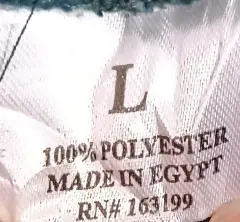 L
100% POLYESTER
MADE IN EGYPT
RN# 163199